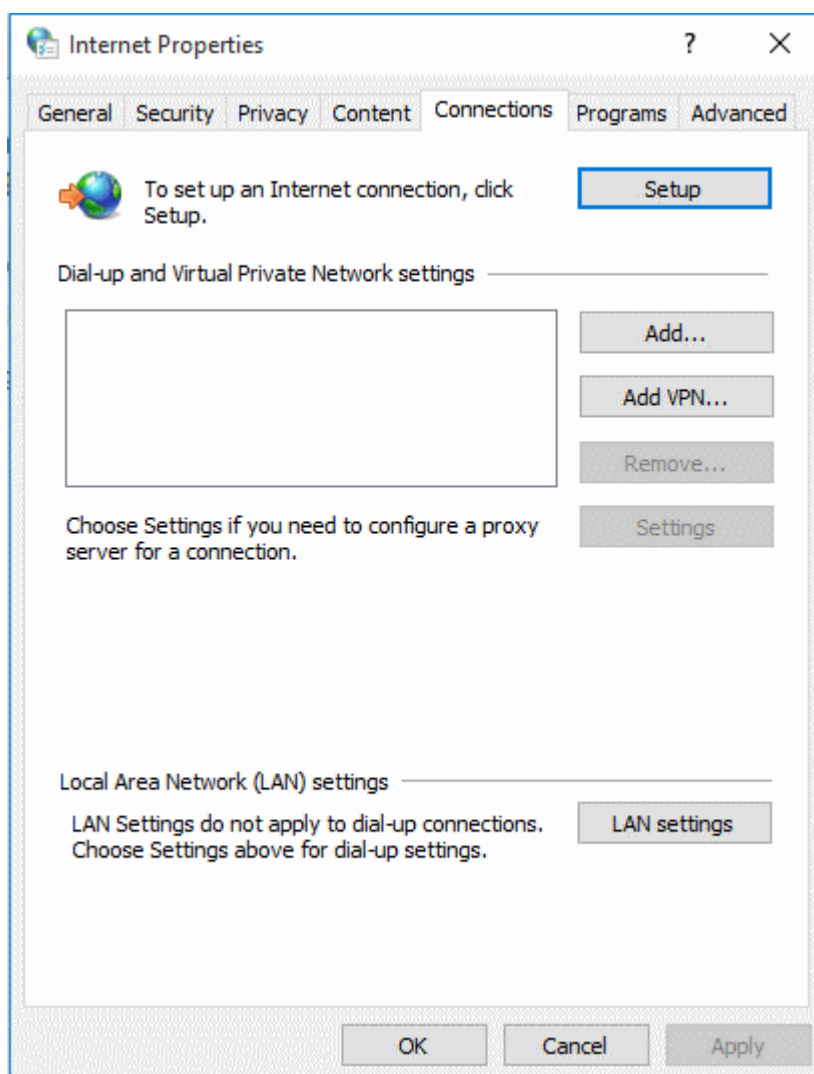 Internet Properties
?
General Security Privacy Content Connections Programs Advanced
To set up an Internet connection, click
Setup.
Setup
Dial-up and Virtual Private Network settings
Add...
Add VPN...
Remove...
Choose Settings if you need to configure a proxy
server for a connection.
Settings
Local Area Network (LAN) settings
LAN Settings do not apply to dial-up connections.
Choose Settings above for dial-up settings.
LAN settings
OK Cancel Apply